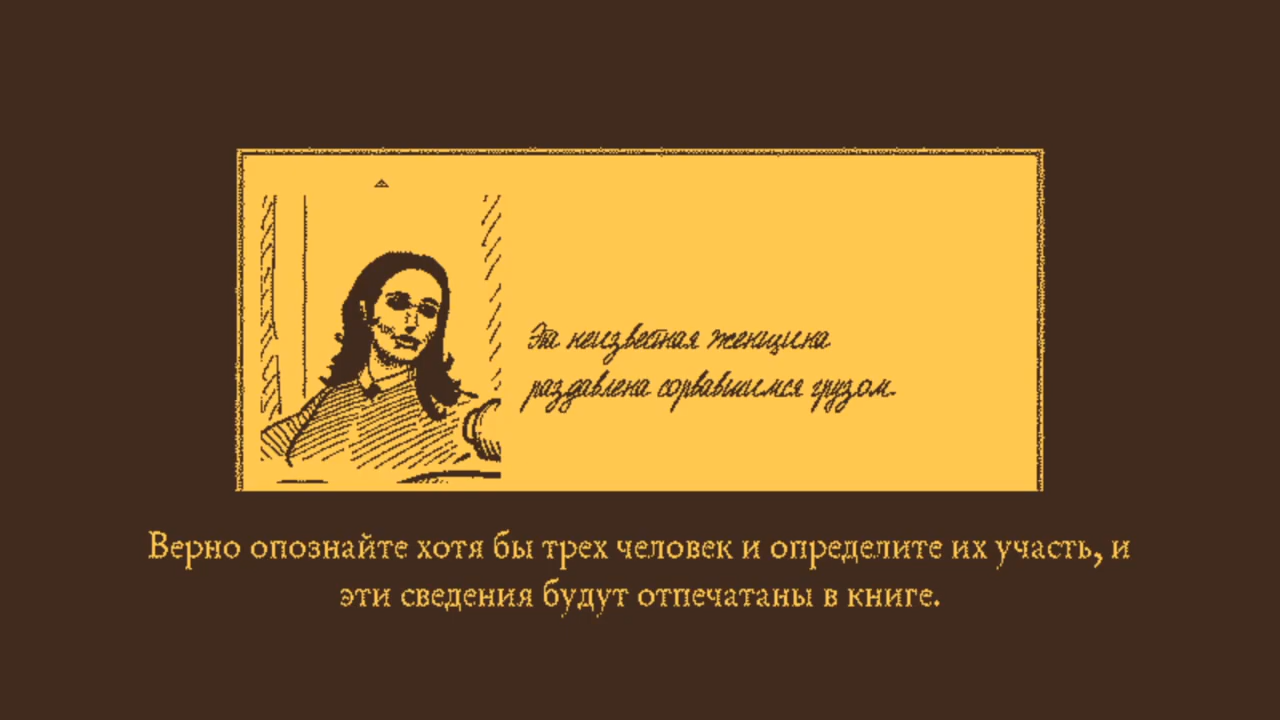 Эта неизвестная женщина
раздавлена сорвавшимся грузом.
Верно опознайте хотя бы трех человек и определите их участь, и
эти сведения будут отпечатаны в книге.